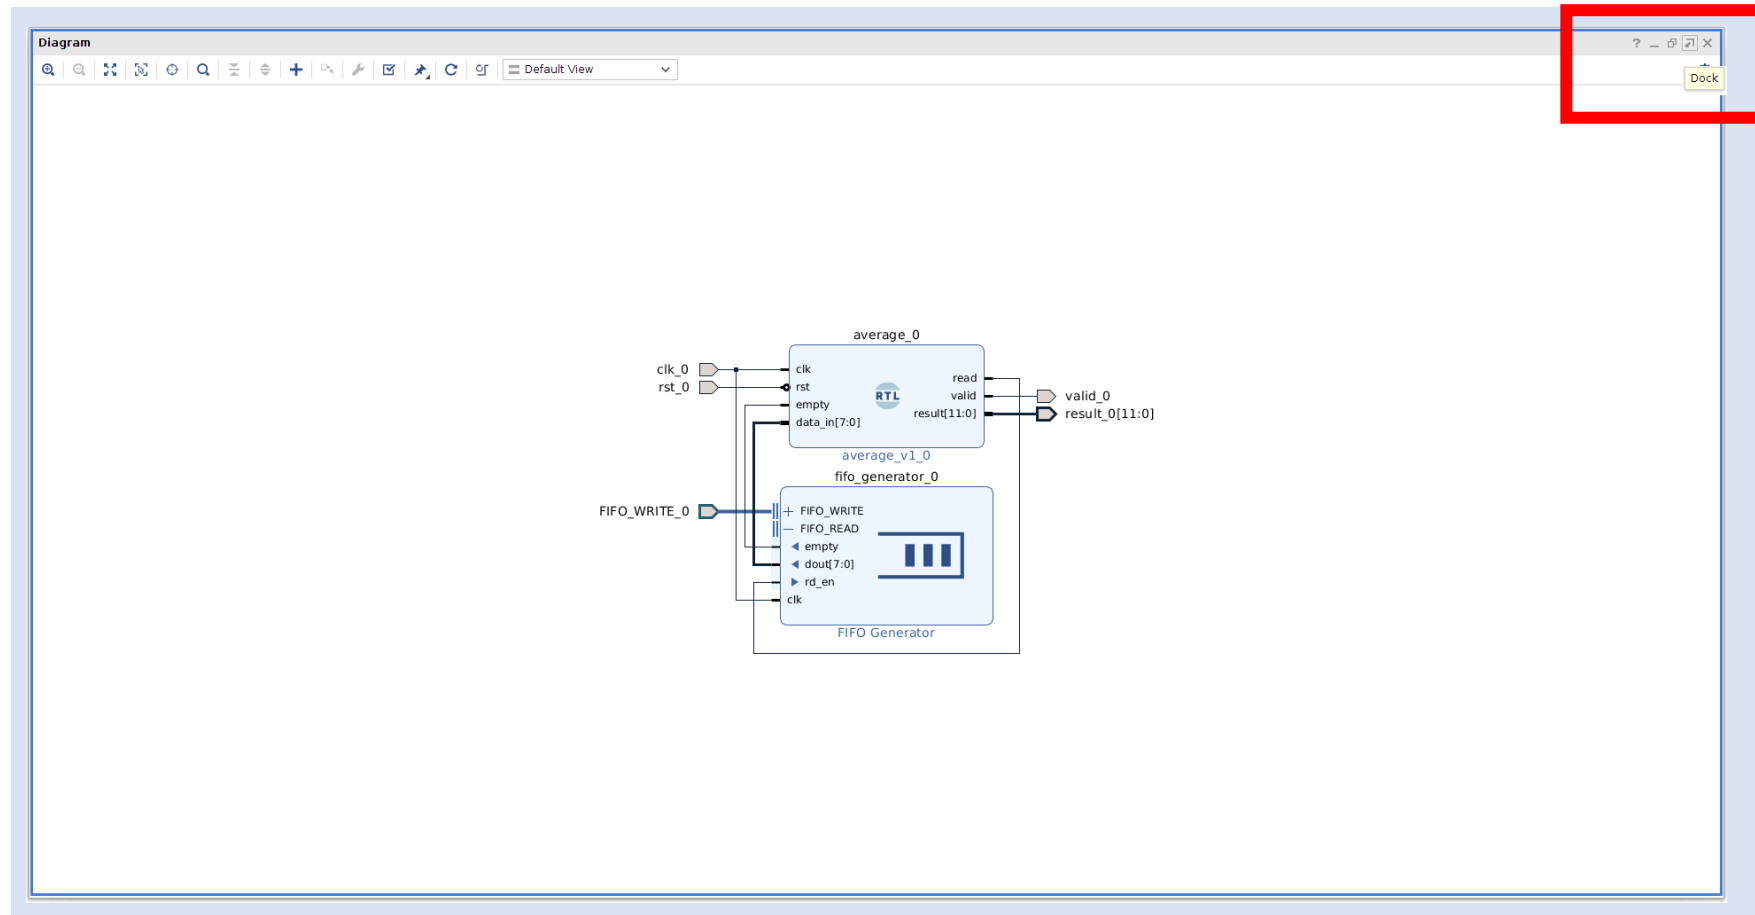 Diagram
Default View
Dock
average_0
clk_0
rst_0
clk
rst
empty
data_in[7:0]
RTL
read
valid
result[11:0]
valid_0
result_0[11:0]
average_v1_0
fifo_generator_0
FIFO_WRITE_0
FIFO_WRITE
FIFO_READ
empty
dout[7:0]
rd_en
clk
FIFO Generator